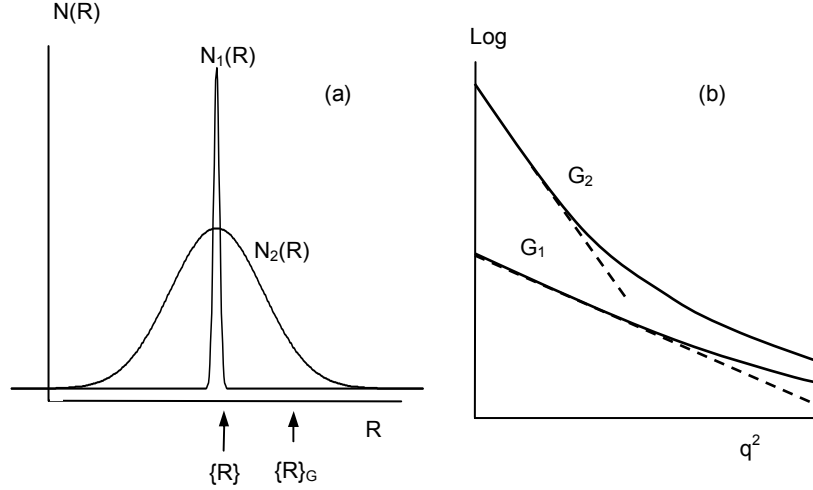 N(R)
N₁(R)
(a)
N₂(R)
R
{R}
{R}G
Log
(b)
G₂
G₁
q²